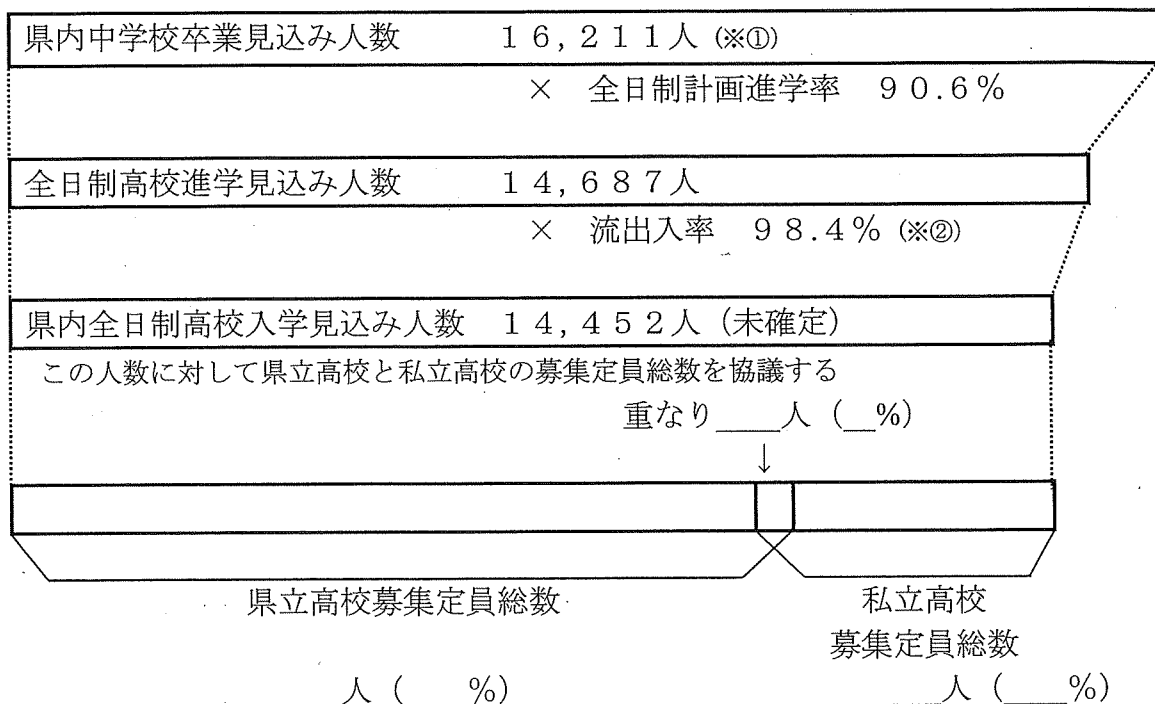 県内中学校卒業見込み人数　　１６,２１１人 (※①)
×　全日制計画進学率　９０.６％
全日制高校進学見込み人数　　１４,６８７人
×　流出入率　９８.４％ (※②)
県内全日制高校入学見込み人数　１４,４５２人（未確定）
この人数に対して県立高校と私立高校の募集定員総数を協議する
重なり____人（__%）
↓
県立高校募集定員総数
私立高校
募集定員総数
人（　　%）
___人（____%）